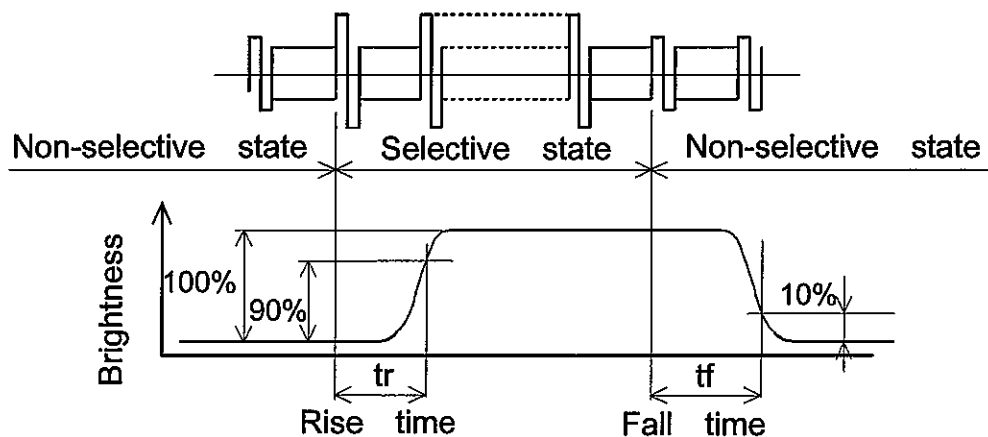 Non-selective state Selective state Non-selective state
Brightness
100%
90%
10%
tr
tf
Rise time
Fall time